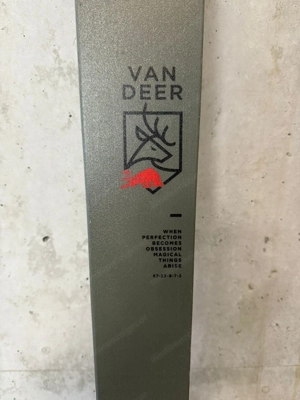 VAN
DEER
WHEN
PERFECTION
BECOMES
OBSESSION
MAGICAL
THINGS
ARISE